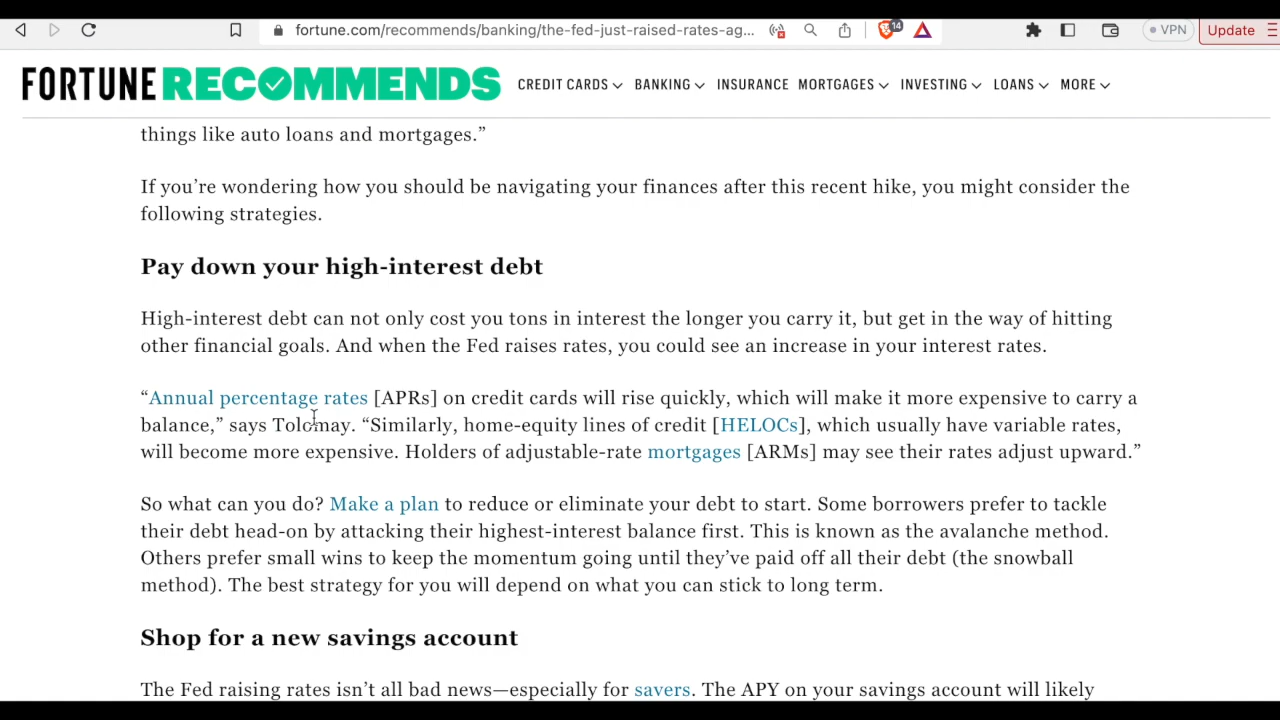 fortune.com/recommends/banking/the-fed-just-raised-rates-ag...
14
VPN
Update
FORTUNE RECOMMENDS
CREDIT CARDS
BANKING
INSURANCE
MORTGAGES
INVESTING
LOANS
MORE
things like auto loans and mortgages.”
If you’re wondering how you should be navigating your finances after this recent hike, you might consider the
following strategies.
Pay down your high-interest debt
High-interest debt can not only cost you tons in interest the longer you carry it, but get in the way of hitting
other financial goals. And when the Fed raises rates, you could see an increase in your interest rates.
“Annual percentage rates [APRs] on credit cards will rise quickly, which will make it more expensive to carry a
balance,” says Tolomay. “Similarly, home-equity lines of credit [HELOCs], which usually have variable rates,
will become more expensive. Holders of adjustable-rate mortgages [ARMs] may see their rates adjust upward.”
So what can you do? Make a plan to reduce or eliminate your debt to start. Some borrowers prefer to tackle
their debt head-on by attacking their highest-interest balance first. This is known as the avalanche method.
Others prefer small wins to keep the momentum going until they’ve paid off all their debt (the snowball
method). The best strategy for you will depend on what you can stick to long term.
Shop for a new savings account
The Fed raising rates isn’t all bad news—especially for savers. The APY on your savings account will likely